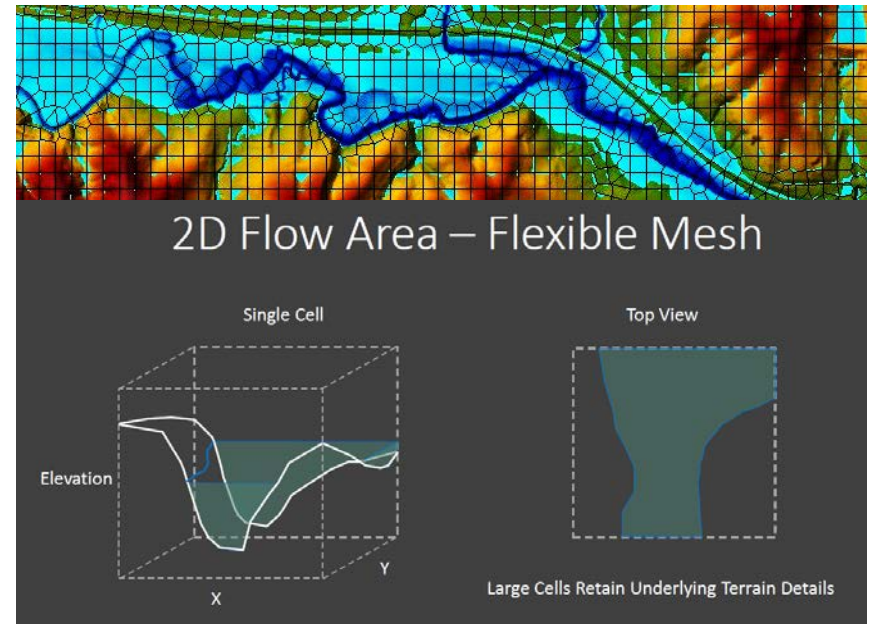 2D Flow Area – Flexible Mesh
Single Cell
Top View
Elevation
Y
X
Large Cells Retain Underlying Terrain Details